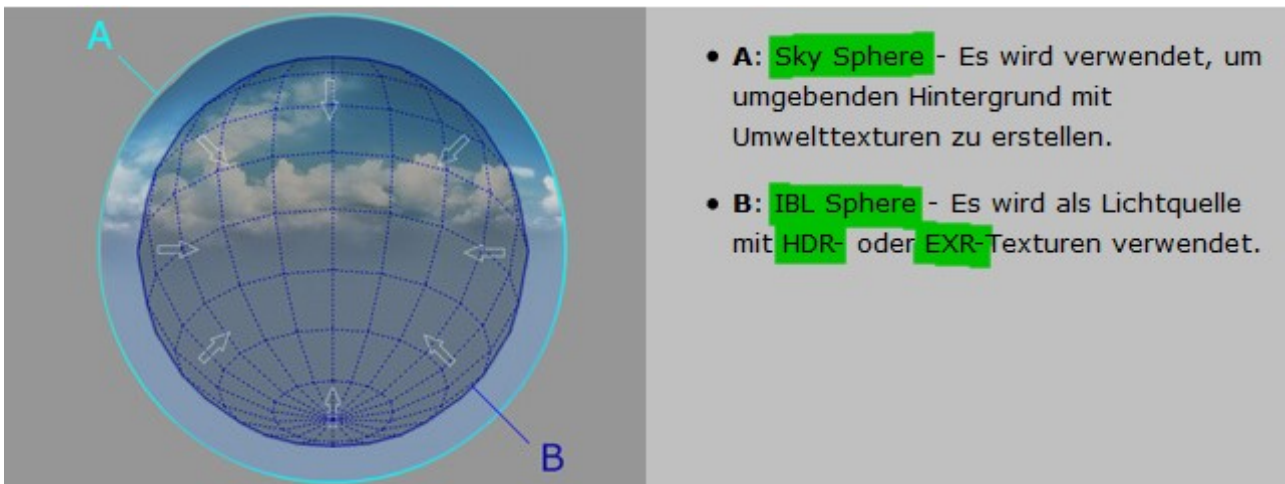 A
B
• A: Sky Sphere - Es wird verwendet, um
umgebenden Hintergrund mit
Umwelttexturen zu erstellen.
• B: IBL Sphere - Es wird als Lichtquelle
mit HDR- oder EXR-Texturen verwendet.